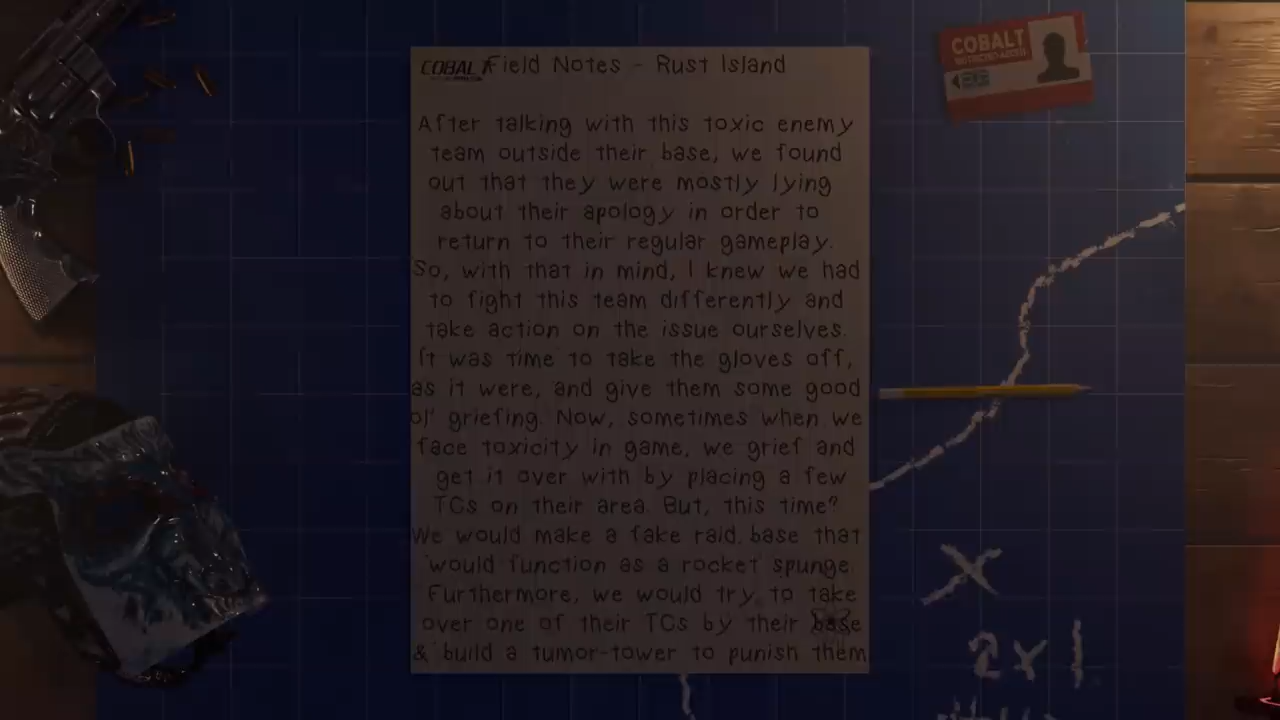 COBALT Field Notes - Rust Island
After talking with this toxic enemy
team outside their base, we found
out that they were mostly lying
about their apology in order to
return to their regular gameplay.
So, with that in mind, I knew we had
to fight this team differently and
take action on the issue ourselves.
It was time to take the gloves off,
as it were, and give them some good
ol' griefing. Now, sometimes when we
face toxicity in game, we grief and
get it over with by placing a few
TCs on their area. But, this time?
We would make a fake raid base that
would function as a rocket spunge.
Furthermore, we would try to take
over one of their TCs by their base
& build a tumor-tower to punish them
COBALT
RESTRICTED ACCESS
X
2x1